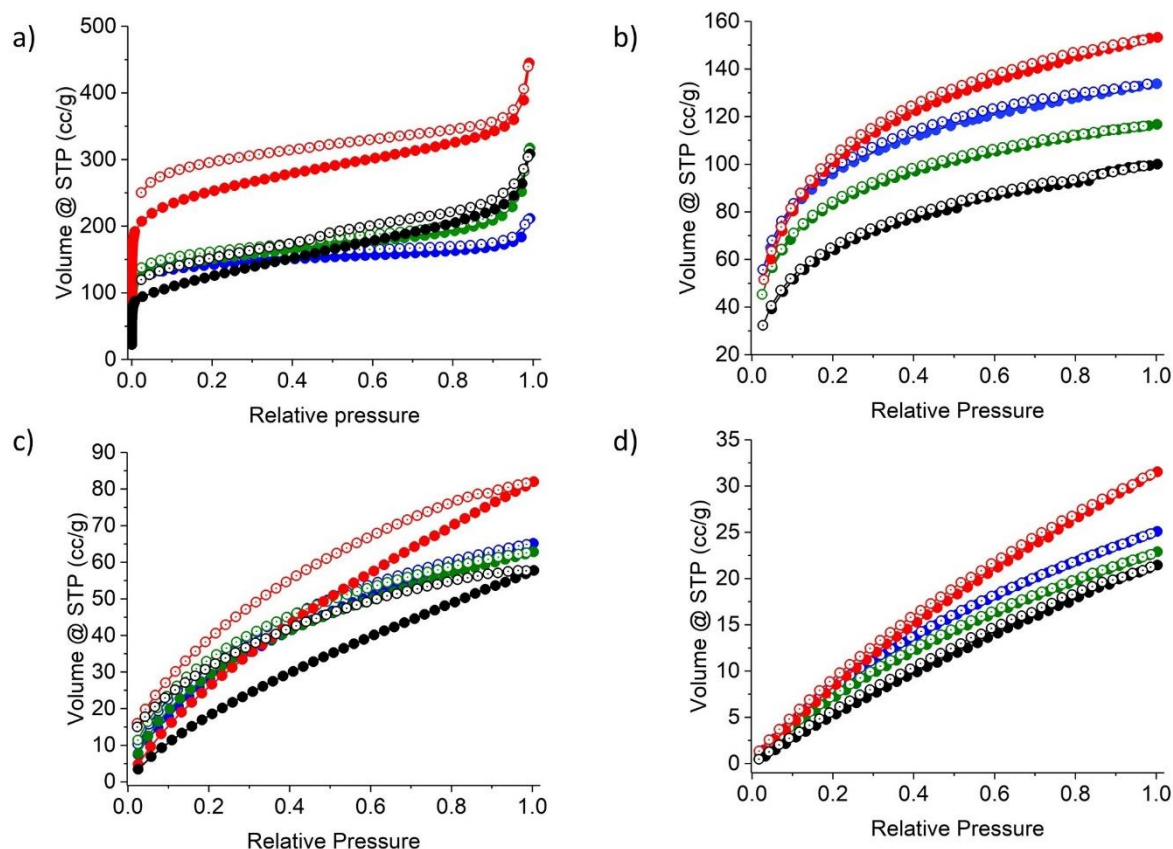 a)
Volume @ STP (cc/g)
500
400
300
200
100
0
0.0 0.2 0.4 0.6 0.8 1.0
Relative pressure
b)
Volume @ STP (cc/g)
160
140
120
100
80
60
40
20
0.0 0.2 0.4 0.6 0.8 1.0
Relative Pressure
c)
Volume @ STP (cc/g)
90
80
70
60
50
40
30
20
10
0
0.0 0.2 0.4 0.6 0.8 1.0
Relative Pressure
d)
Volume @ STP (cc/g)
35
30
25
20
15
10
5
0
0.0 0.2 0.4 0.6 0.8 1.0
Relative Pressure